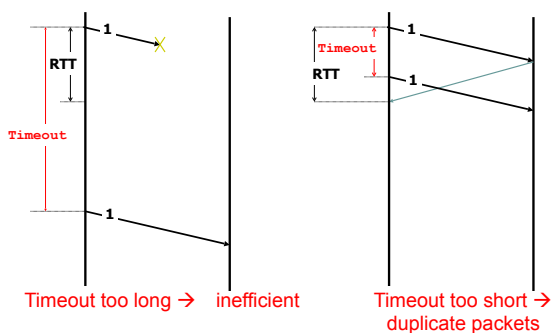 1
RTT
Timeout
1
Timeout too long → inefficient
1
Timeout
RTT
1
Timeout too short →
duplicate packets